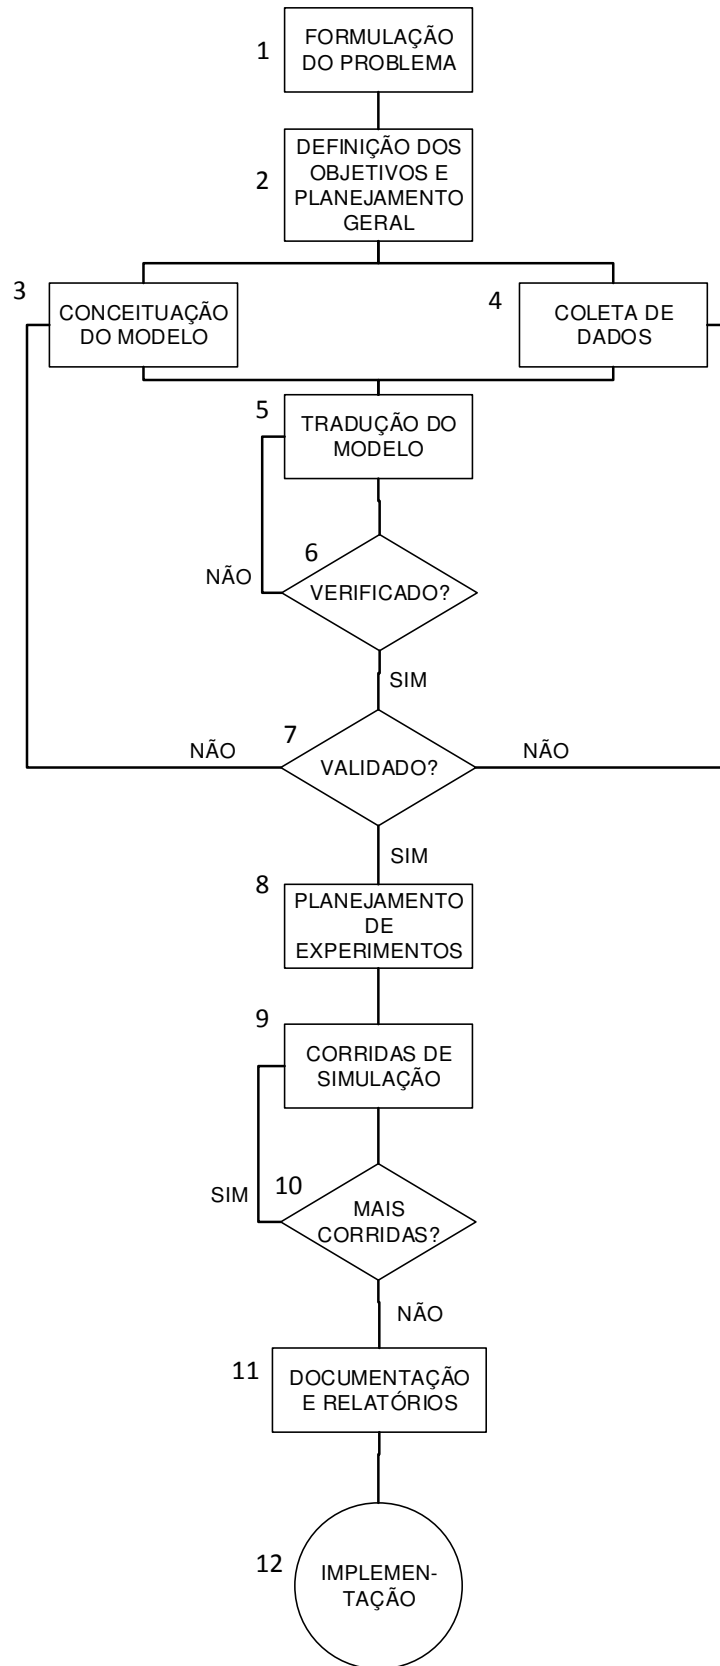 1
FORMULAÇÃO
DO PROBLEMA
2
DEFINIÇÃO DOS
OBJETIVOS E
PLANEJAMENTO
GERAL
3
CONCEITUAÇÃO
DO MODELO
4
COLETA DE
DADOS
5
TRADUÇÃO DO
MODELO
6
NÃO
VERIFICADO?
SIM
7
NÃO
VALIDADO?
NÃO
SIM
8
PLANEJAMENTO
DE
EXPERIMENTOS
9
CORRIDAS DE
SIMULAÇÃO
10
SIM
MAIS
CORRIDAS?
NÃO
11
DOCUMENTAÇÃO
E RELATÓRIOS
12
IMPLEMEN-
TAÇÃO